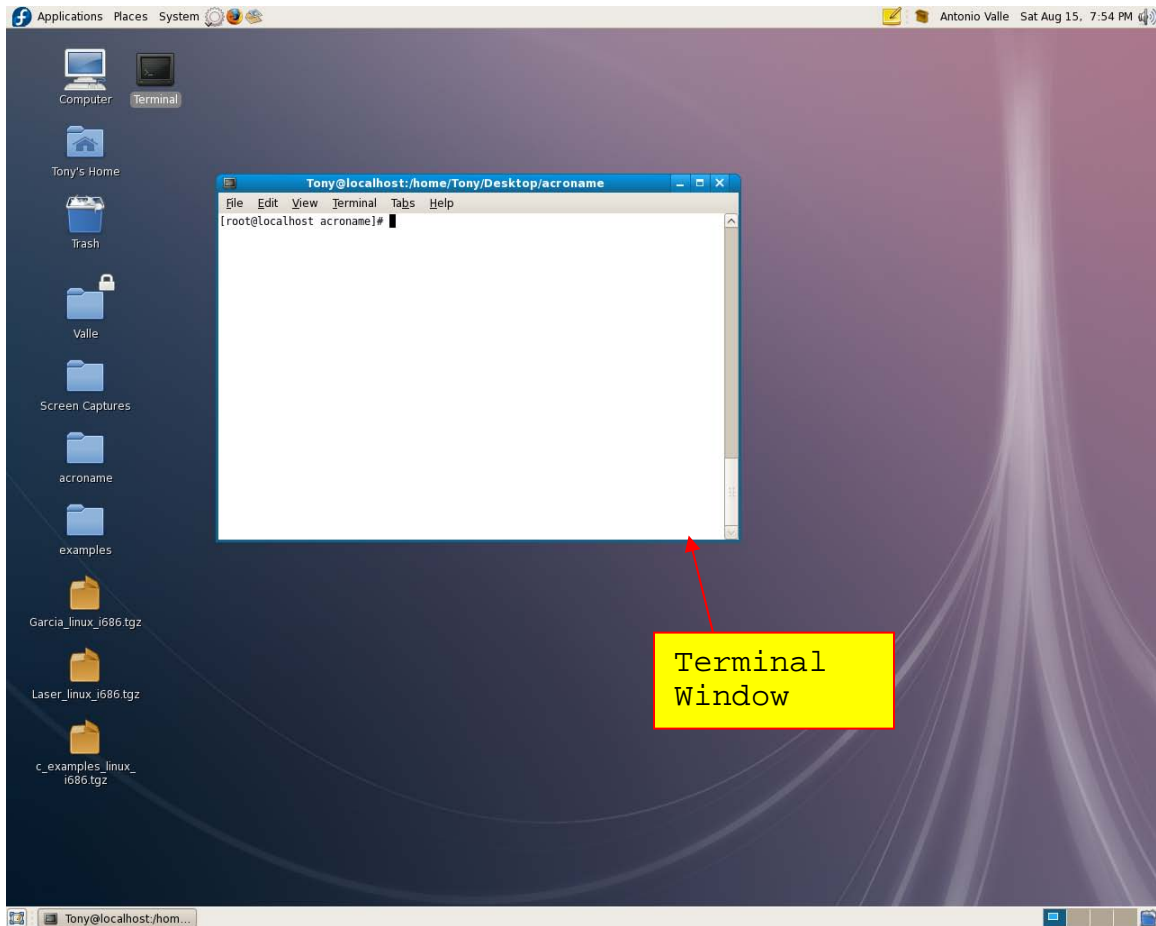 Applications Places System Antonio Valle Sat Aug 15, 7:54 PM
Computer
Terminal
Tony's Home
Trash
Valle
Screen Captures
acroname
examples
Garcia_linux_i686.tgz
Laser_linux_i686.tgz
c_examples_linux_
i686.tgz
Tony@localhost:/home/Tony/Desktop/acroname
File Edit View Terminal Tabs Help
[root@localhost acroname]#
Terminal
Window
Tony@localhost:/hom...